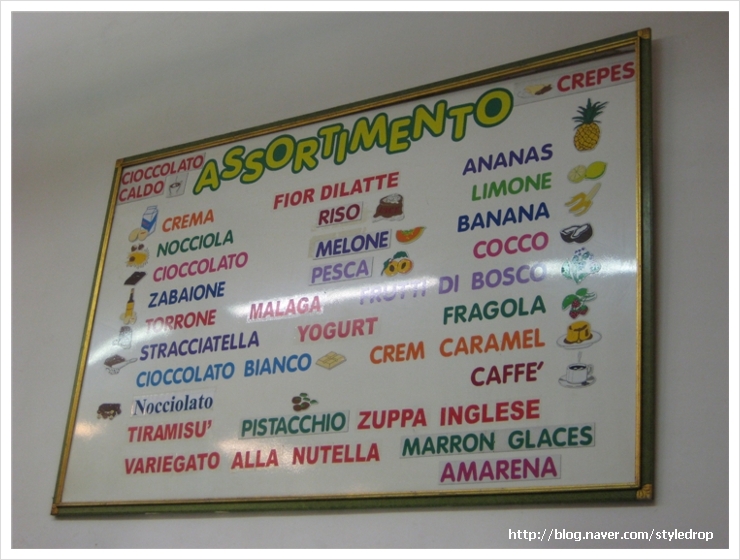 ASSORTIMENTO
CREPES
CIOCCOLATO
CALDO
CREMA
NOCCIOLA
CIOCCOLATO
ZABAIONE
TORRONE
STRACCIATELLA
CIOCCOLATO BIANCO
Nocciolato
TIRAMISU'
VARIEGATO ALLA NUTELLA
FIOR DILATTE
RISO
MELONE
PESCA
MALAGA
YOGURT
PISTACCHIO
ZUPPA INGLESE
MARRON GLACES
AMARENA
ANANAS
LIMONE
BANANA
COCCO
FRUTTI DI BOSCO
FRAGOLA
CREM CARAMEL
CAFFE'
http://blog.naver.com/styledrop